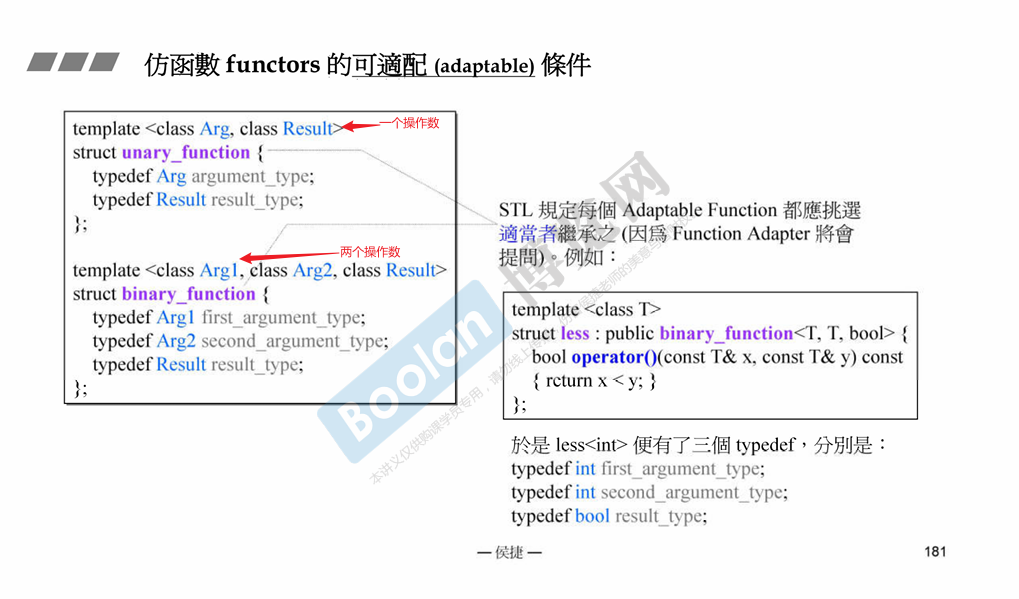 仿函數 functors 的可適配 (adaptable) 條件
template <class Arg, class Result>
一个操作数
struct unary_function {
typedef Arg argument_type;
typedef Result result_type;
};
两个操作数
template <class Arg1, class Arg2, class Result>
struct binary_function {
typedef Arg1 first_argument_type;
typedef Arg2 second_argument_type;
typedef Result result_type;
};
STL 規定每個 Adaptable Function 都應挑選
適當者繼承之 (因爲 Function Adapter 將會
提問)。例如：
template <class T>
struct less : public binary_function<T, T, bool> {
bool operator()(const T& x, const T& y) const
{ return x < y; }
};
於是 less<int> 便有了三個 typedef，分別是：
typedef int first_argument_type;
typedef int second_argument_type;
typedef bool result_type;
Boolan
博览网
本讲义仅供购课学员专用，请勿线上
— 侯捷 —
181